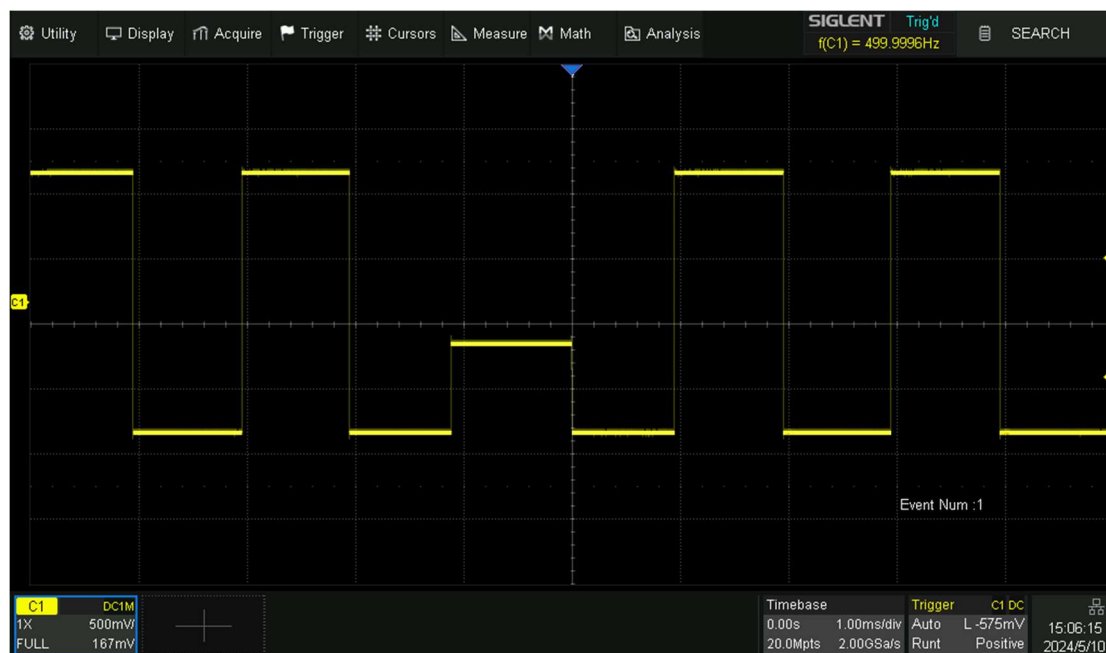 Utility Display Acquire Trigger Cursors Measure Math Analysis SIGLENT Trig'd SEARCH
f(C1) = 499.9996Hz
C1
Event Num :1
C1 DC1M
1X 500mV/
FULL 167mV
Timebase
0.00s 1.00ms/div
20.0Mpts 2.00GSa/s
Trigger C1 DC
Auto L -575mV
Runt Positive
15:06:15
2024/5/10